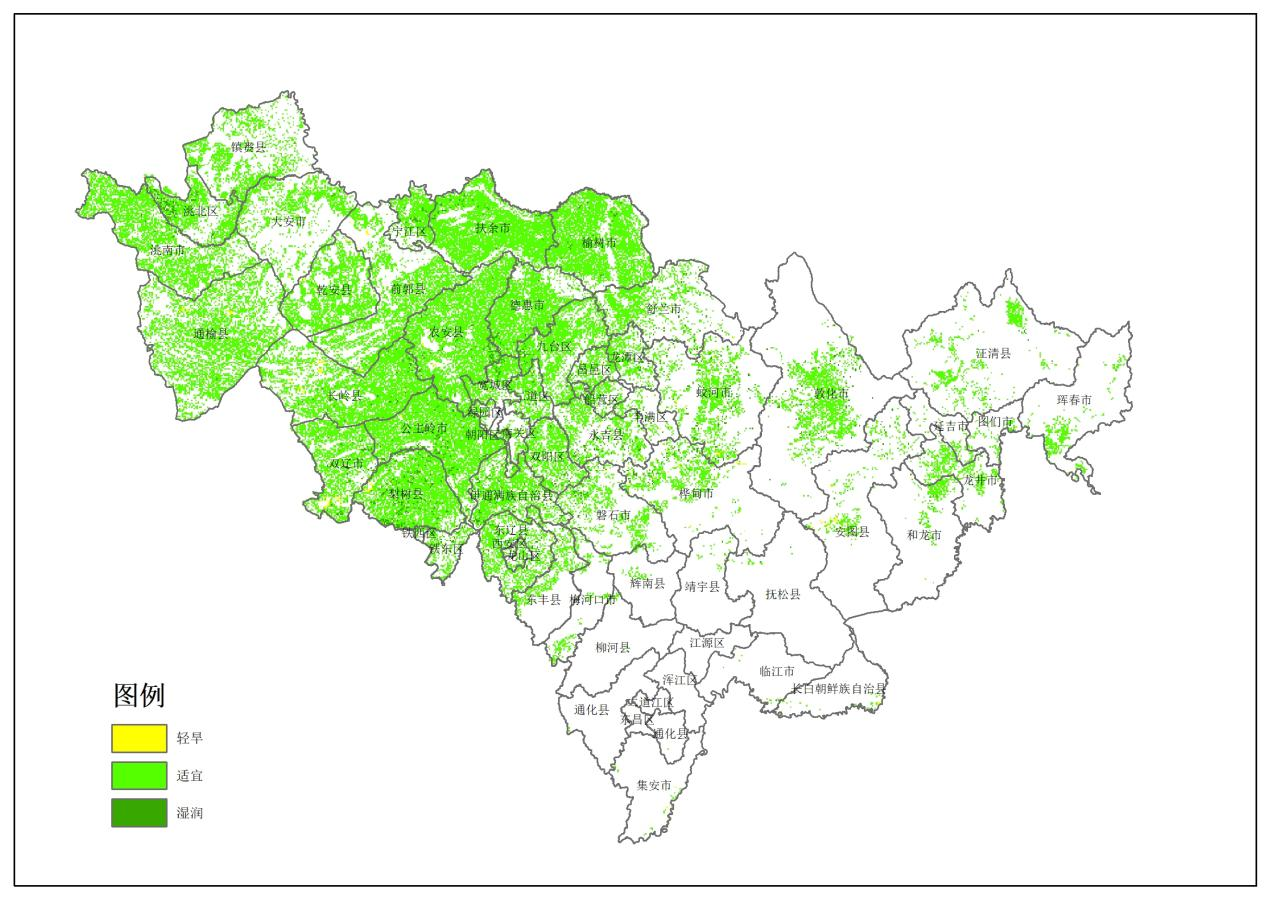 镇赉县
洮北区
大安市
洮南市
宁江区
扶余市
榆树市
乾安县
前郭县
通榆县
农安县
德惠市
舒兰市
九台区
龙潭区
昌邑区
长岭县
宽城区
船营区
丰满区
蛟河市
敦化市
汪清县
珲春市
延吉市
图们市
龙井市
公主岭市
绿园区
朝阳区
南关区
永吉县
双阳区
双辽市
梨树县
伊通满族自治县
桦甸市
磐石市
安图县
和龙市
铁西区
铁东区
东辽县
西安区
龙山区
东丰县
梅河口市
辉南县
靖宇县
抚松县
柳河县
江源区
浑江区
临江市
长白朝鲜族自治县
通化县
二道江区
东昌区
通化县
集安市
图例
轻旱
适宜
湿润